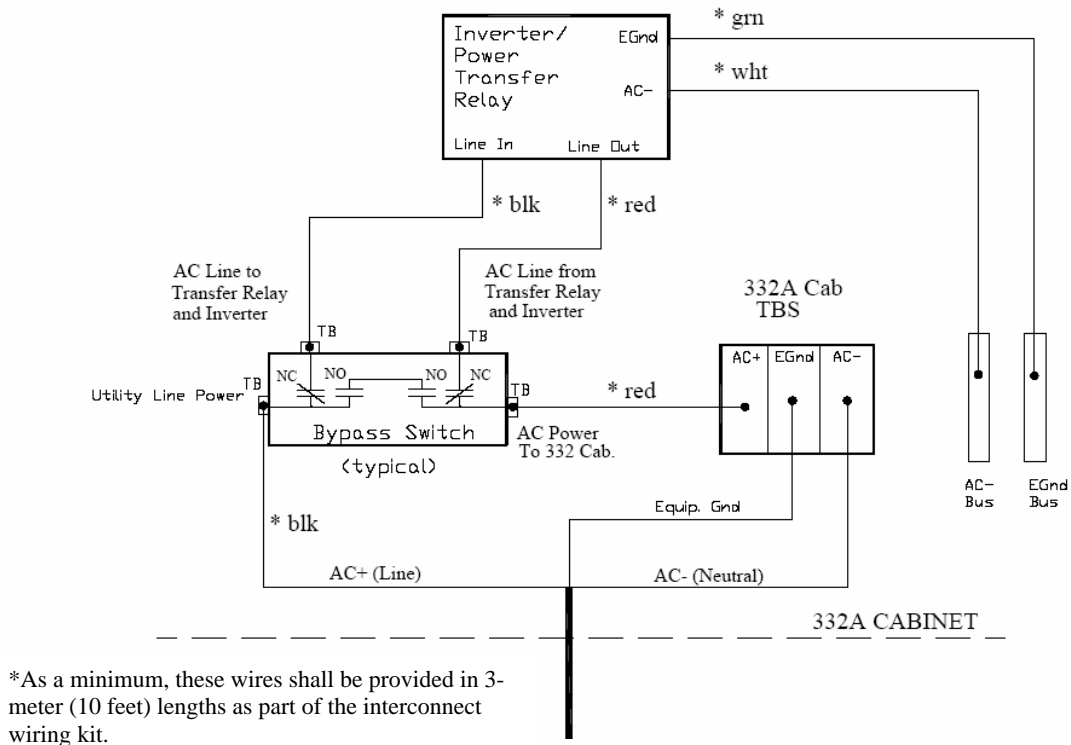 * grn
Inverter/
Power
Transfer
Relay
EGnd
* wht
AC-
Line In
Line Out
* blk
* red
AC Line to
Transfer Relay
and Inverter
AC Line from
Transfer Relay
and Inverter
332A Cab
TBS
TB
TB
AC+
EGnd
AC-
NC
NO
NO
NC
TB
TB
Utility Line Power
* red
Bypass Switch
(typical)
AC Power
To 332 Cab.
AC-
Bus
EGnd
Bus
Equip. Gnd
* blk
AC+ (Line)
AC- (Neutral)
332A CABINET
*As a minimum, these wires shall be provided in 3-
meter (10 feet) lengths as part of the interconnect
wiring kit.